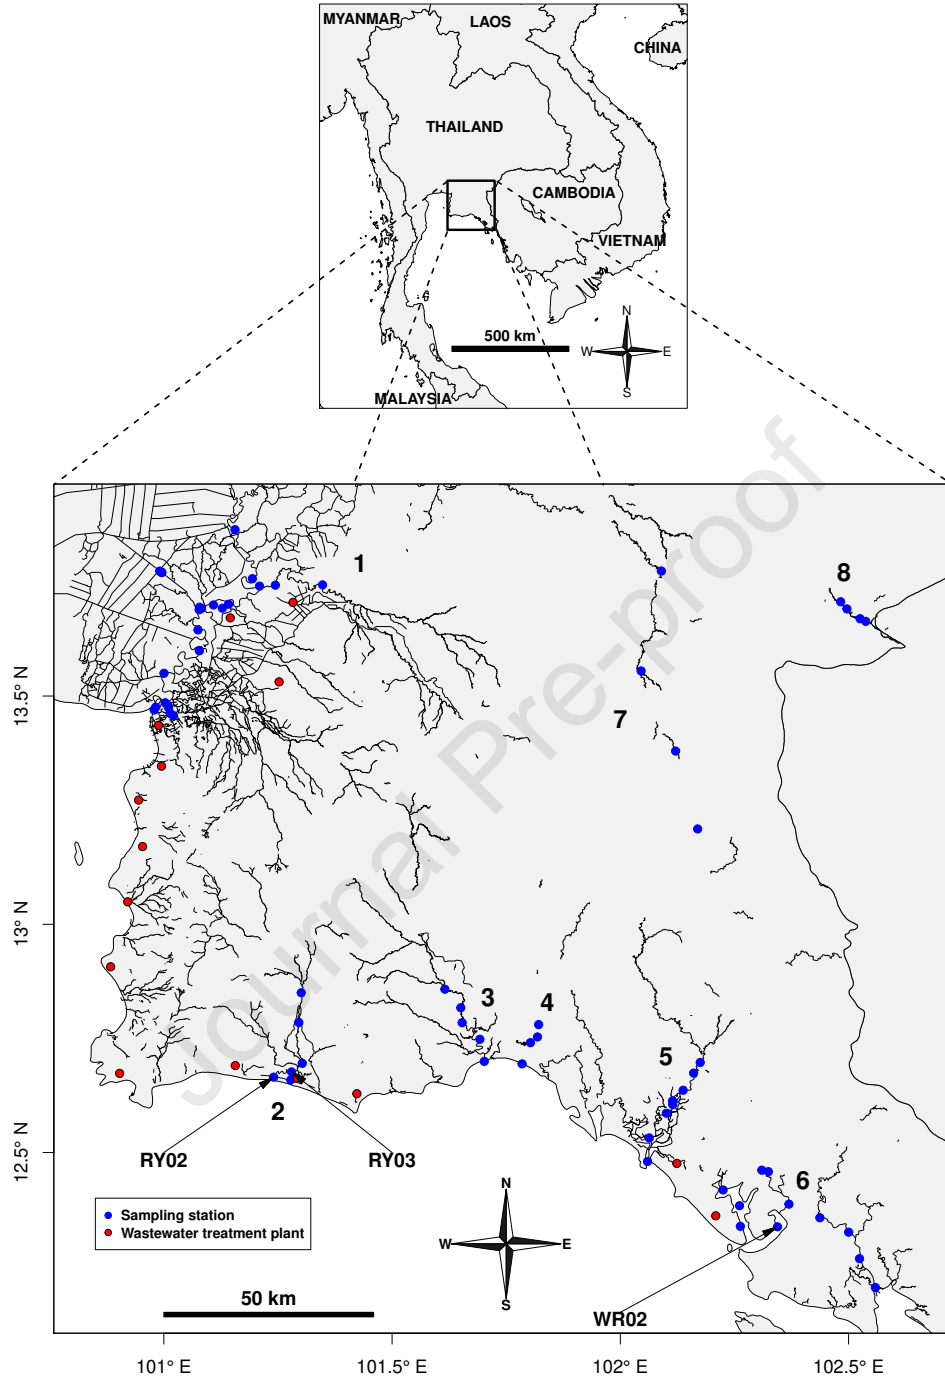 MYANMAR
LAOS
CHINA
THAILAND
CAMBODIA
VIETNAM
500 km
N
W
E
S
MALAYSIA
Journal Pre-proof
1
8
13.5° N
7
13° N
3
4
5
2
12.5° N
RY02
RY03
6
Sampling station
Wastewater treatment plant
N
W
E
S
50 km
WR02
101° E
101.5° E
102° E
102.5° E